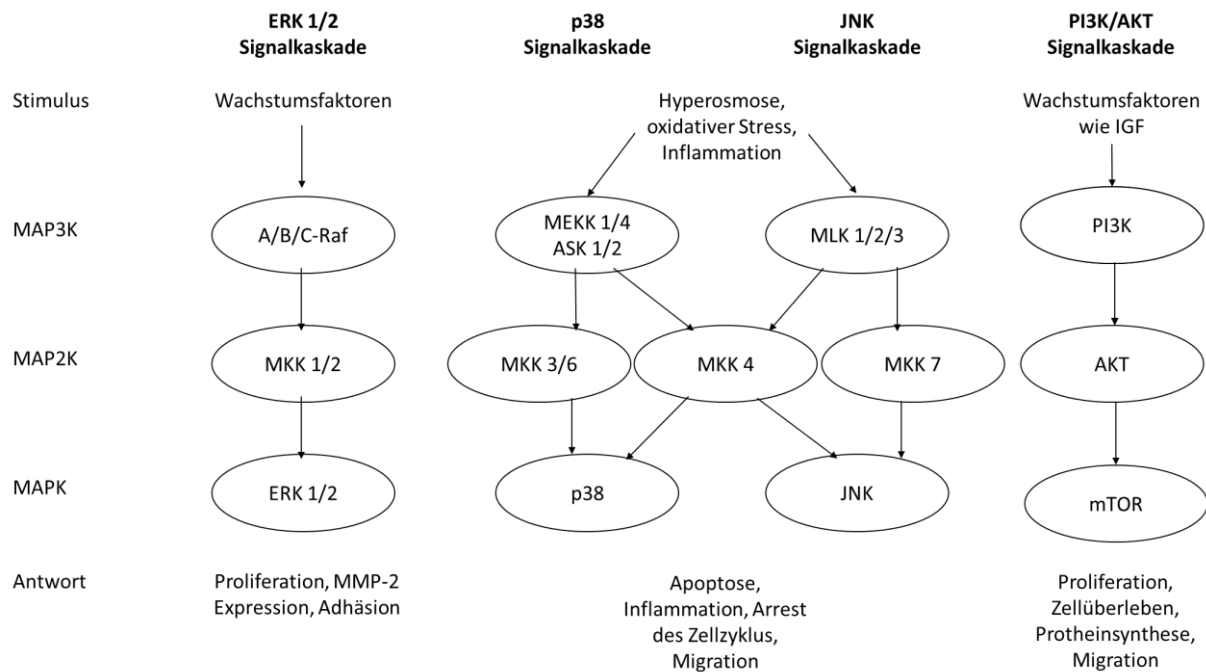 ERK 1/2
Signalkaskade
p38
Signalkaskade
JNK
Signalkaskade
PI3K/AKT
Signalkaskade
Stimulus
Wachstumsfaktoren
Hyperosmose,
oxidativer Stress,
Inflammation
Wachstumsfaktoren
wie IGF
MAP3K
A/B/C-Raf
MEKK 1/4
ASK 1/2
MLK 1/2/3
PI3K
MAP2K
MKK 1/2
MKK 3/6
MKK 4
MKK 7
AKT
MAPK
ERK 1/2
p38
JNK
mTOR
Antwort
Proliferation, MMP-2
Expression, Adhäsion
Apoptose,
Inflammation, Arrest
des Zellzyklus,
Migration
Proliferation,
Zellüberleben,
Protheinsynthese,
Migration